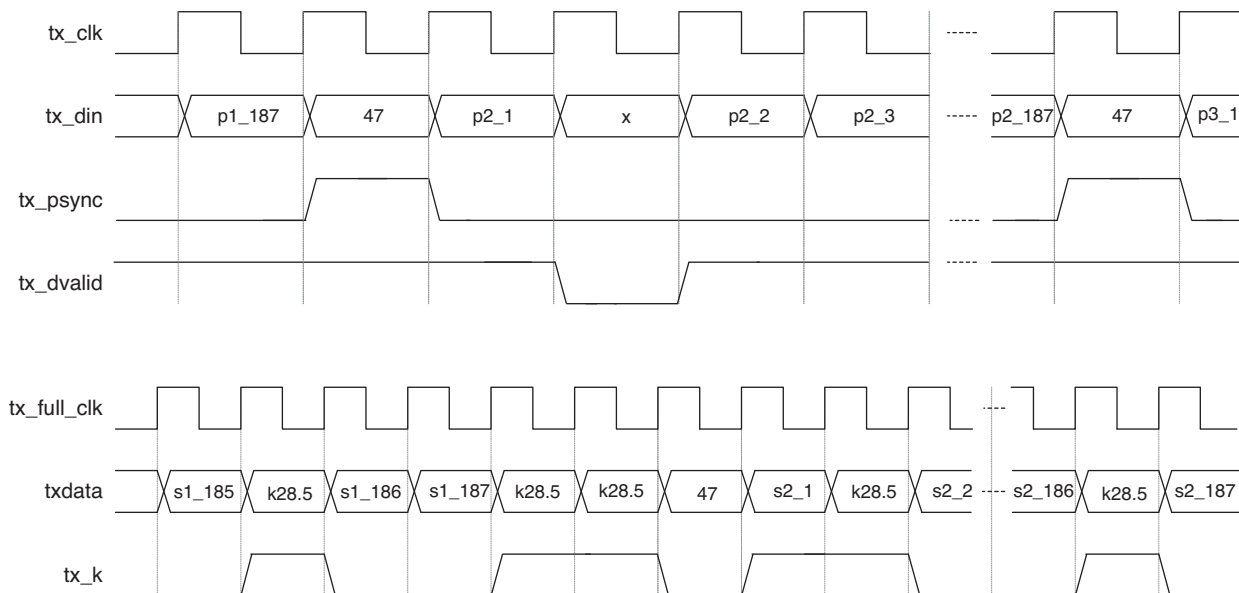 tx_clk
tx_din p1_187 47 p2_1 x p2_2 p2_3 p2_187 47 p3_1
tx_psync
tx_dvalid
tx_full_clk
txdata s1_185 k28.5 s1_186 s1_187 k28.5 k28.5 47 s2_1 k28.5 s2_2 s2_186 k28.5 s2_187
tx_k